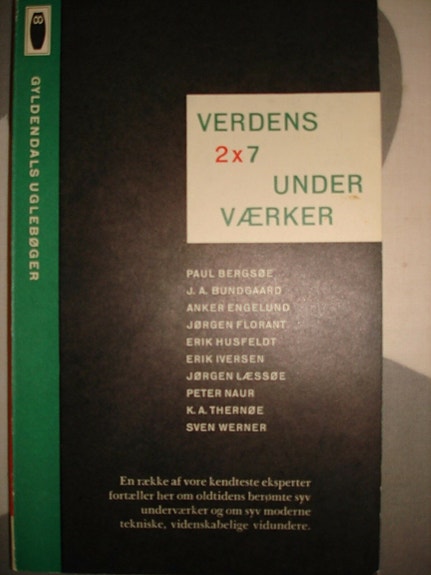 8
GYLDENDALS UGLEBØGER
VERDENS
2 x 7
UNDER
VÆRKER
PAUL BERGSØE
J. A. BUNDGAARD
ANKER ENGELUND
JØRGEN FLORANT
ERIK HUSFELDT
ERIK IVERSEN
JØRGEN LÆSSØE
PETER NAUR
K. A. THERNØE
SVEN WERNER
En række af vore kendteste eksperter
fortæller her om oldtidens berømte syv
underværker og om syv moderne
tekniske, videnskabelige vidundere.